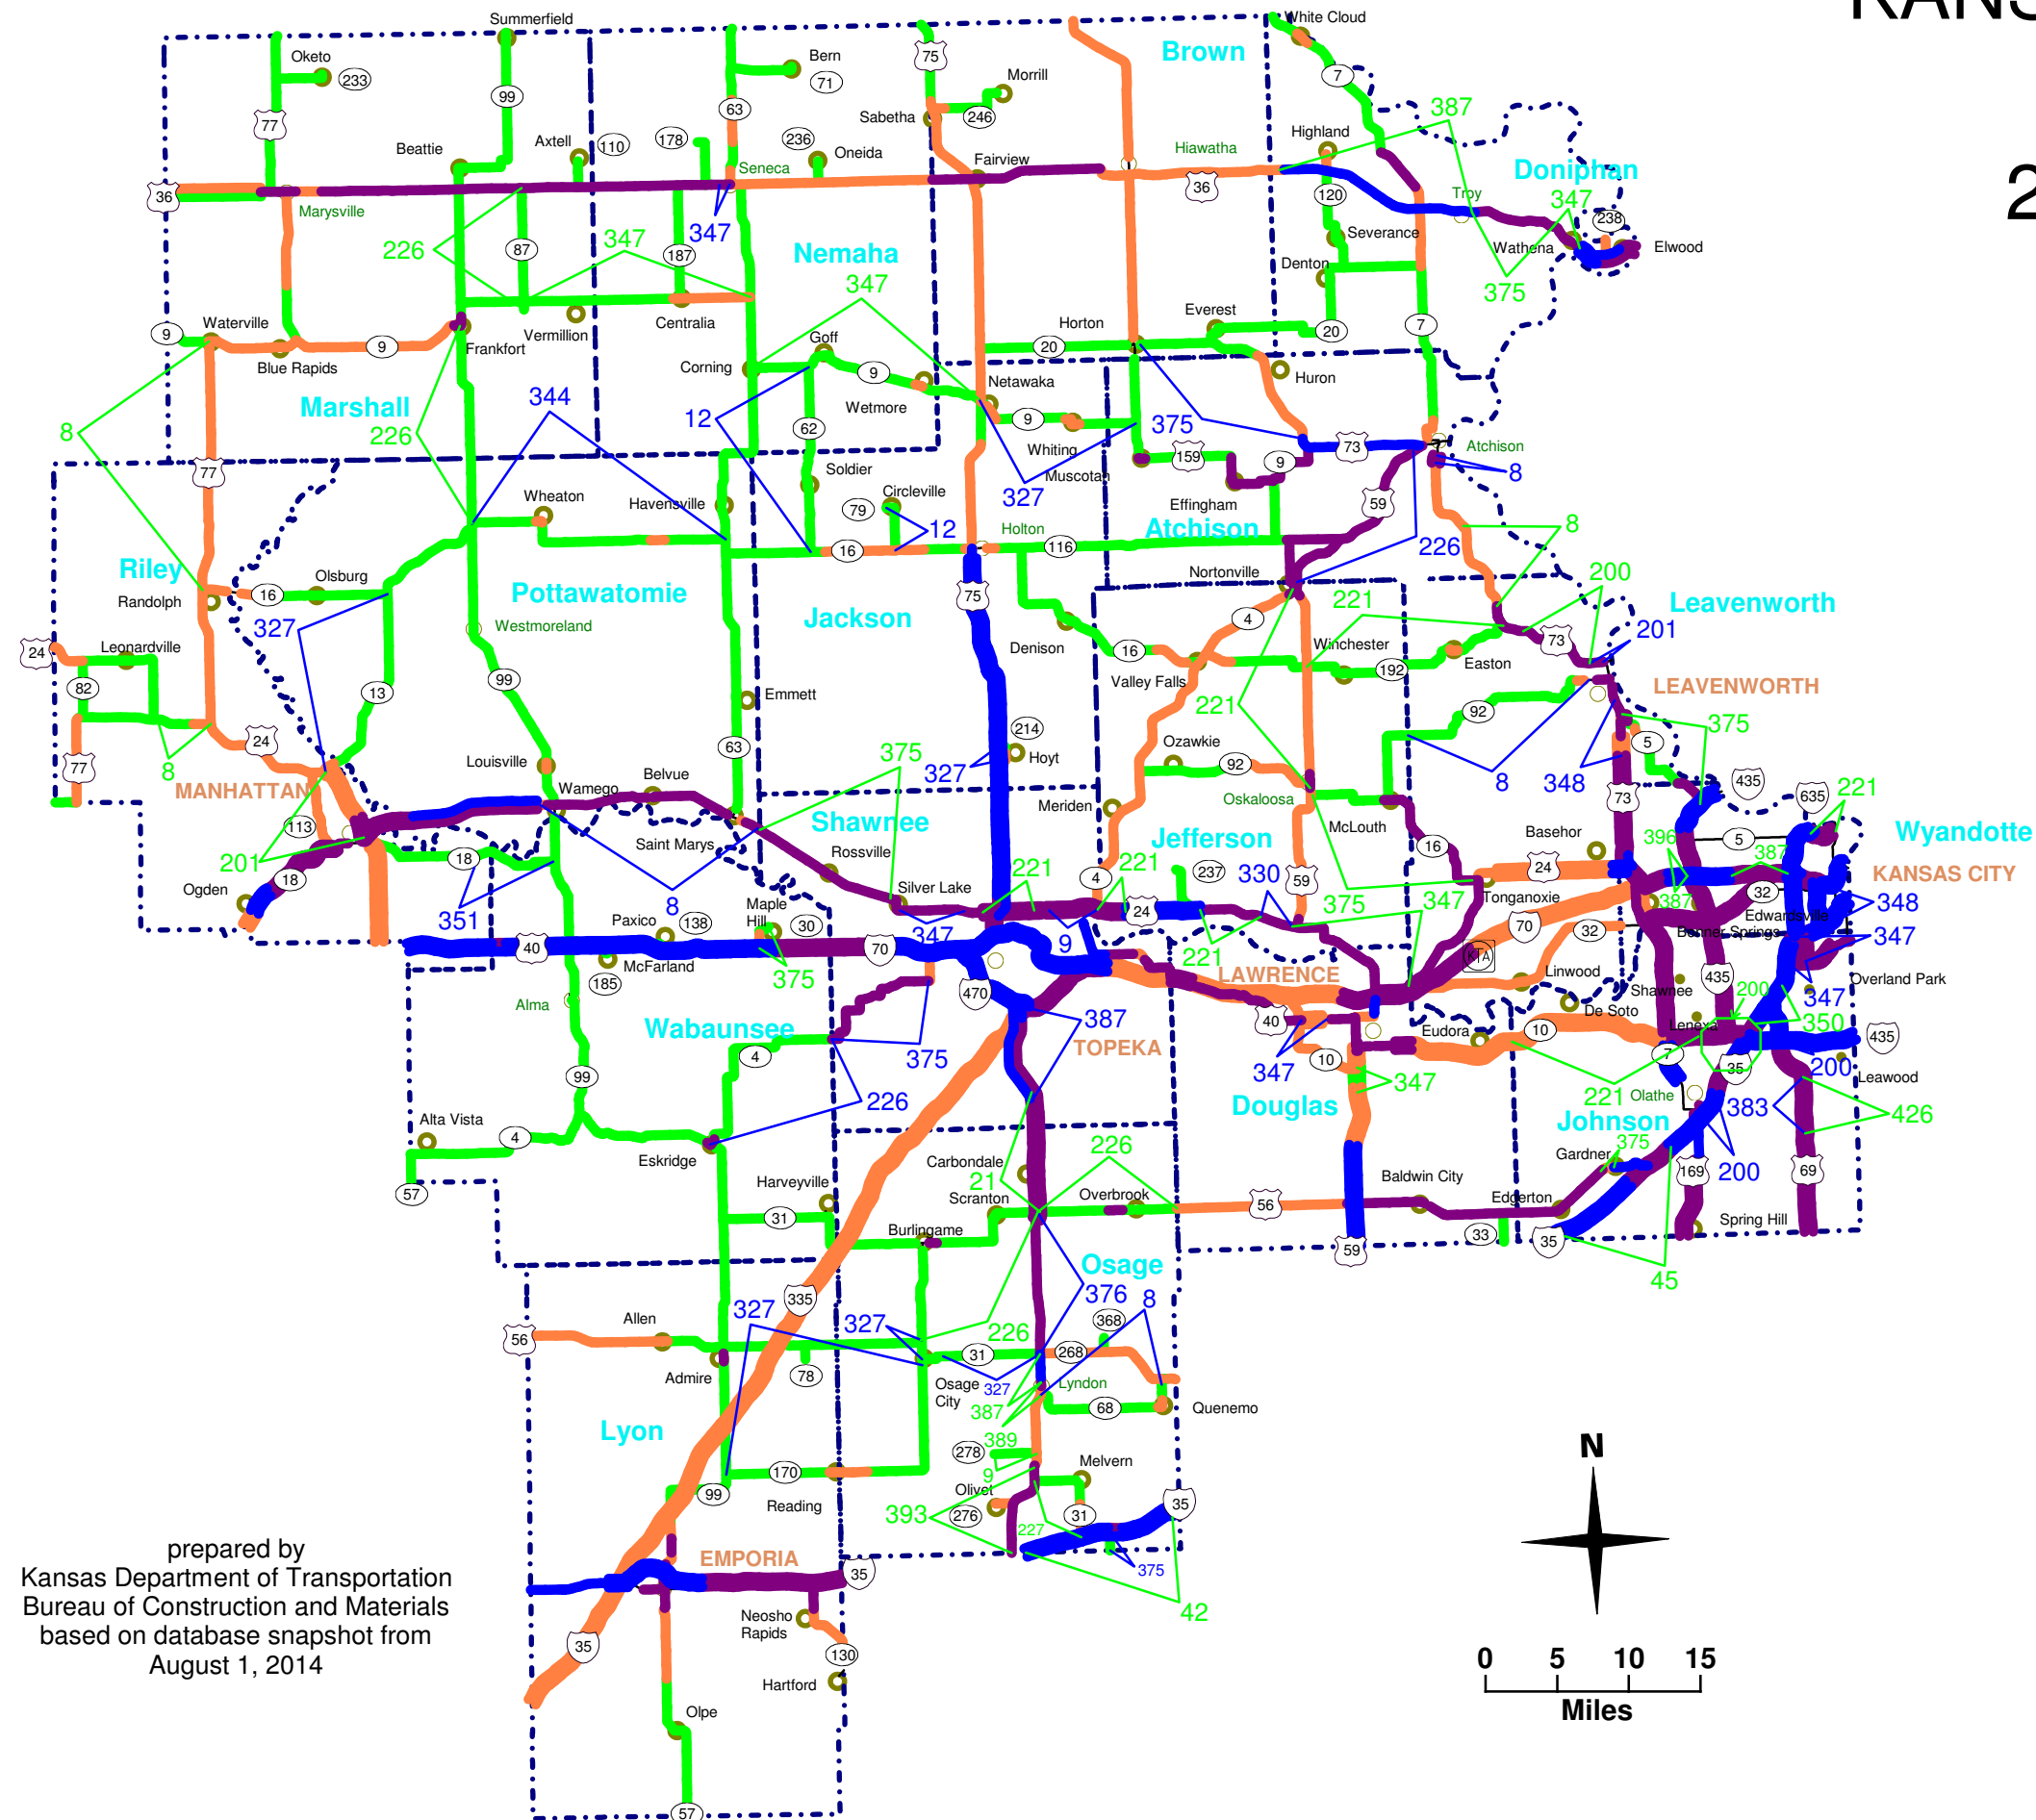 KANS
2
Summerfield
White Cloud
Oketo
233
Bern
71
75
Brown
Morrill
7
99
63
77
Sabetha
246
387
Beattie
Axtell
110
178
236
Oneida
Highland
Hiawatha
Seneca
Fairview
Doniphan
36
36
Troy
347
Marysville
120
238
226
87
347
187
347
Nemaha
Severance
Wathena
Elwood
347
Denton
375
Waterville
9
9
Centralia
Vermillion
Everest
Horton
20
20
7
Frankfort
Blue Rapids
Goff
Corning
9
Huron
Netawaka
Marshall
344
Wetmore
8
226
12
62
9
375
Whiting
159
9
73
Atchison
8
77
Soldier
Muscotah
Circleville
Effingham
59
Wheaton
Havensville
79
327
12
Holton
Atchison
8
16
116
226
Riley
Olsburg
Nortonville
200
Randolph
16
Pottawatomie
75
221
Leavenworth
327
Westmoreland
Jackson
4
201
24
Leonardville
Winchester
73
Denison
16
Easton
192
82
13
99
Valley Falls
LEAVENWORTH
Emmett
221
92
375
24
214
5
63
Ozawkie
8
77
Louisville
375
Hoyt
92
8
348
435
Belvue
327
MANHATTAN
Wamego
Meriden
Oskaloosa
73
635
221
113
Shawnee
McLouth
Jefferson
Basehor
396
5
Wyandotte
Saint Marys
18
Rossville
16
387
201
24
18
221
221
237
KANSAS CITY
Ogden
Silver Lake
4
330
59
32
8
Maple
Hill
24
375
347
Tonganoxie
387
348
351
Paxico
138
30
70
Edwardsville
347
9
32
Bonner Springs
347
40
70
McFarland
375
221
KTA
185
LAWRENCE
435
Overland Park
470
Linwood
Shawnee
347
Alma
200
Wabaunsee
387
De Soto
40
350
TOPEKA
Eudora
10
Lenexa
435
4
375
10
7
347
200
99
35
Leawood
347
226
221
Olathe
383
Douglas
426
Alta Vista
Johnson
4
226
375
Eskridge
Carbondale
Gardner
169
69
Harveyville
21
Baldwin City
200
57
Scranton
Overbrook
56
Edgerton
31
33
Spring Hill
Burlingame
59
35
Osage
45
335
376
8
327
327
Allen
368
56
226
31
268
Admire
78
Osage
City
327
Lyndon
387
68
Quenemo
Lyon
389
278
170
9
Melvern
99
Olivet
35
Reading
393
276
31
227
EMPORIA
35
375
42
Neosho
Rapids
35
130
Hartford
Olpe
57
prepared by
Kansas Department of Transportation
Bureau of Construction and Materials
based on database snapshot from
August 1, 2014
N
0 5 10 15
Miles